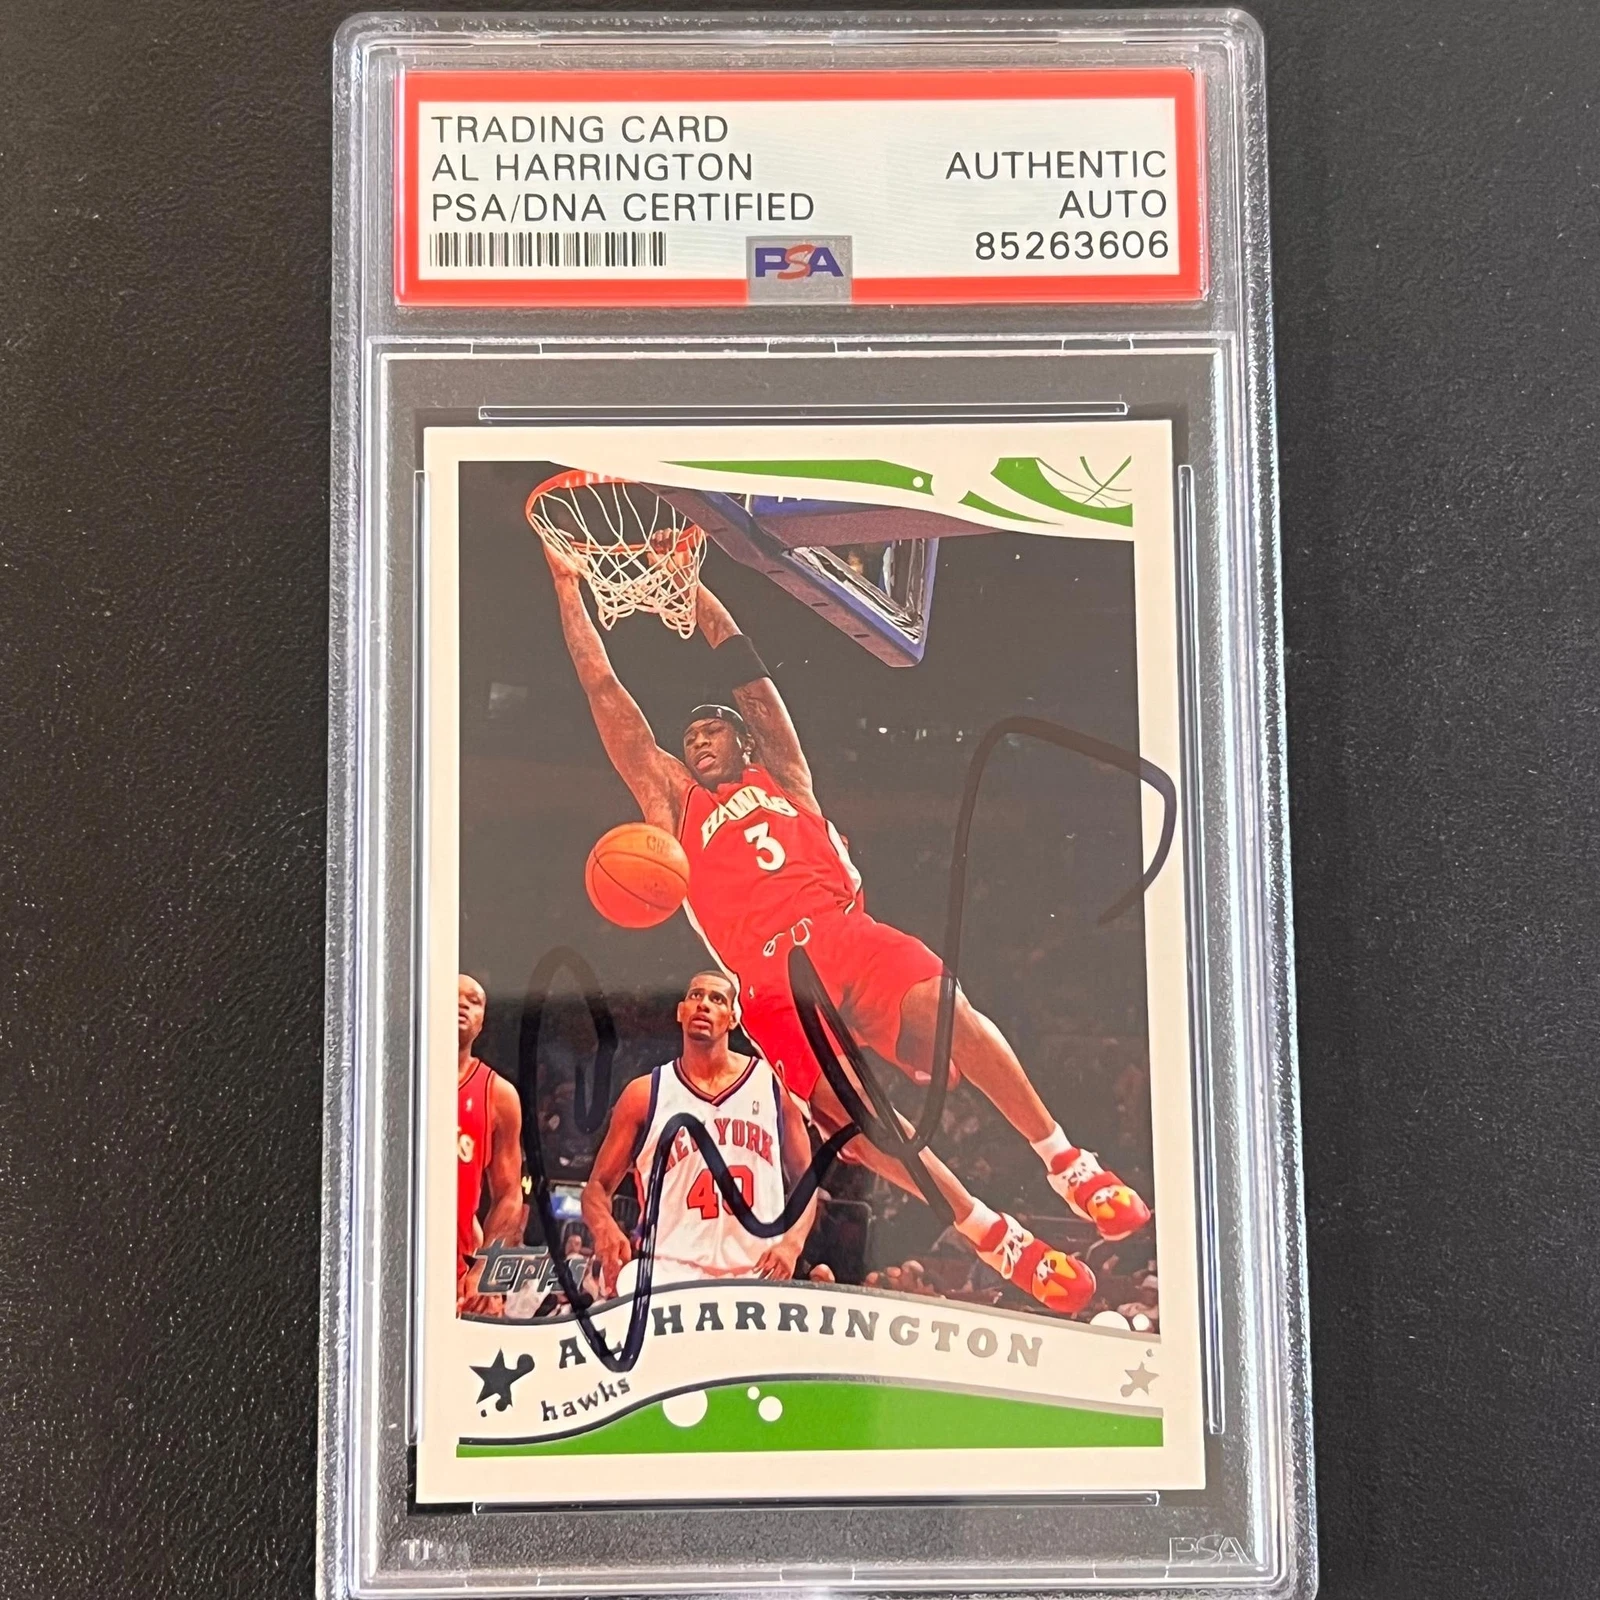 TRADING CARD
AL HARRINGTON
PSA/DNA CERTIFIED
AUTHENTIC
AUTO
85263606
PSA
HAWKS
3
NEW YORK
40
Topps
AL HARRINGTON
hawks
PSA